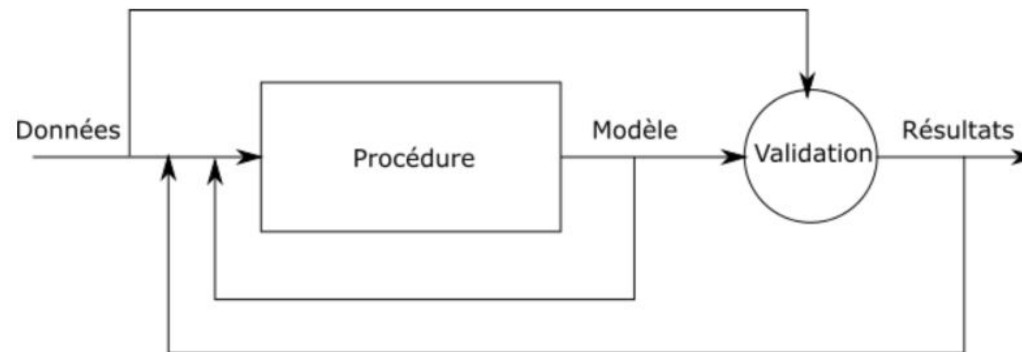 Données
Procédure
Modèle
Validation
Résultats